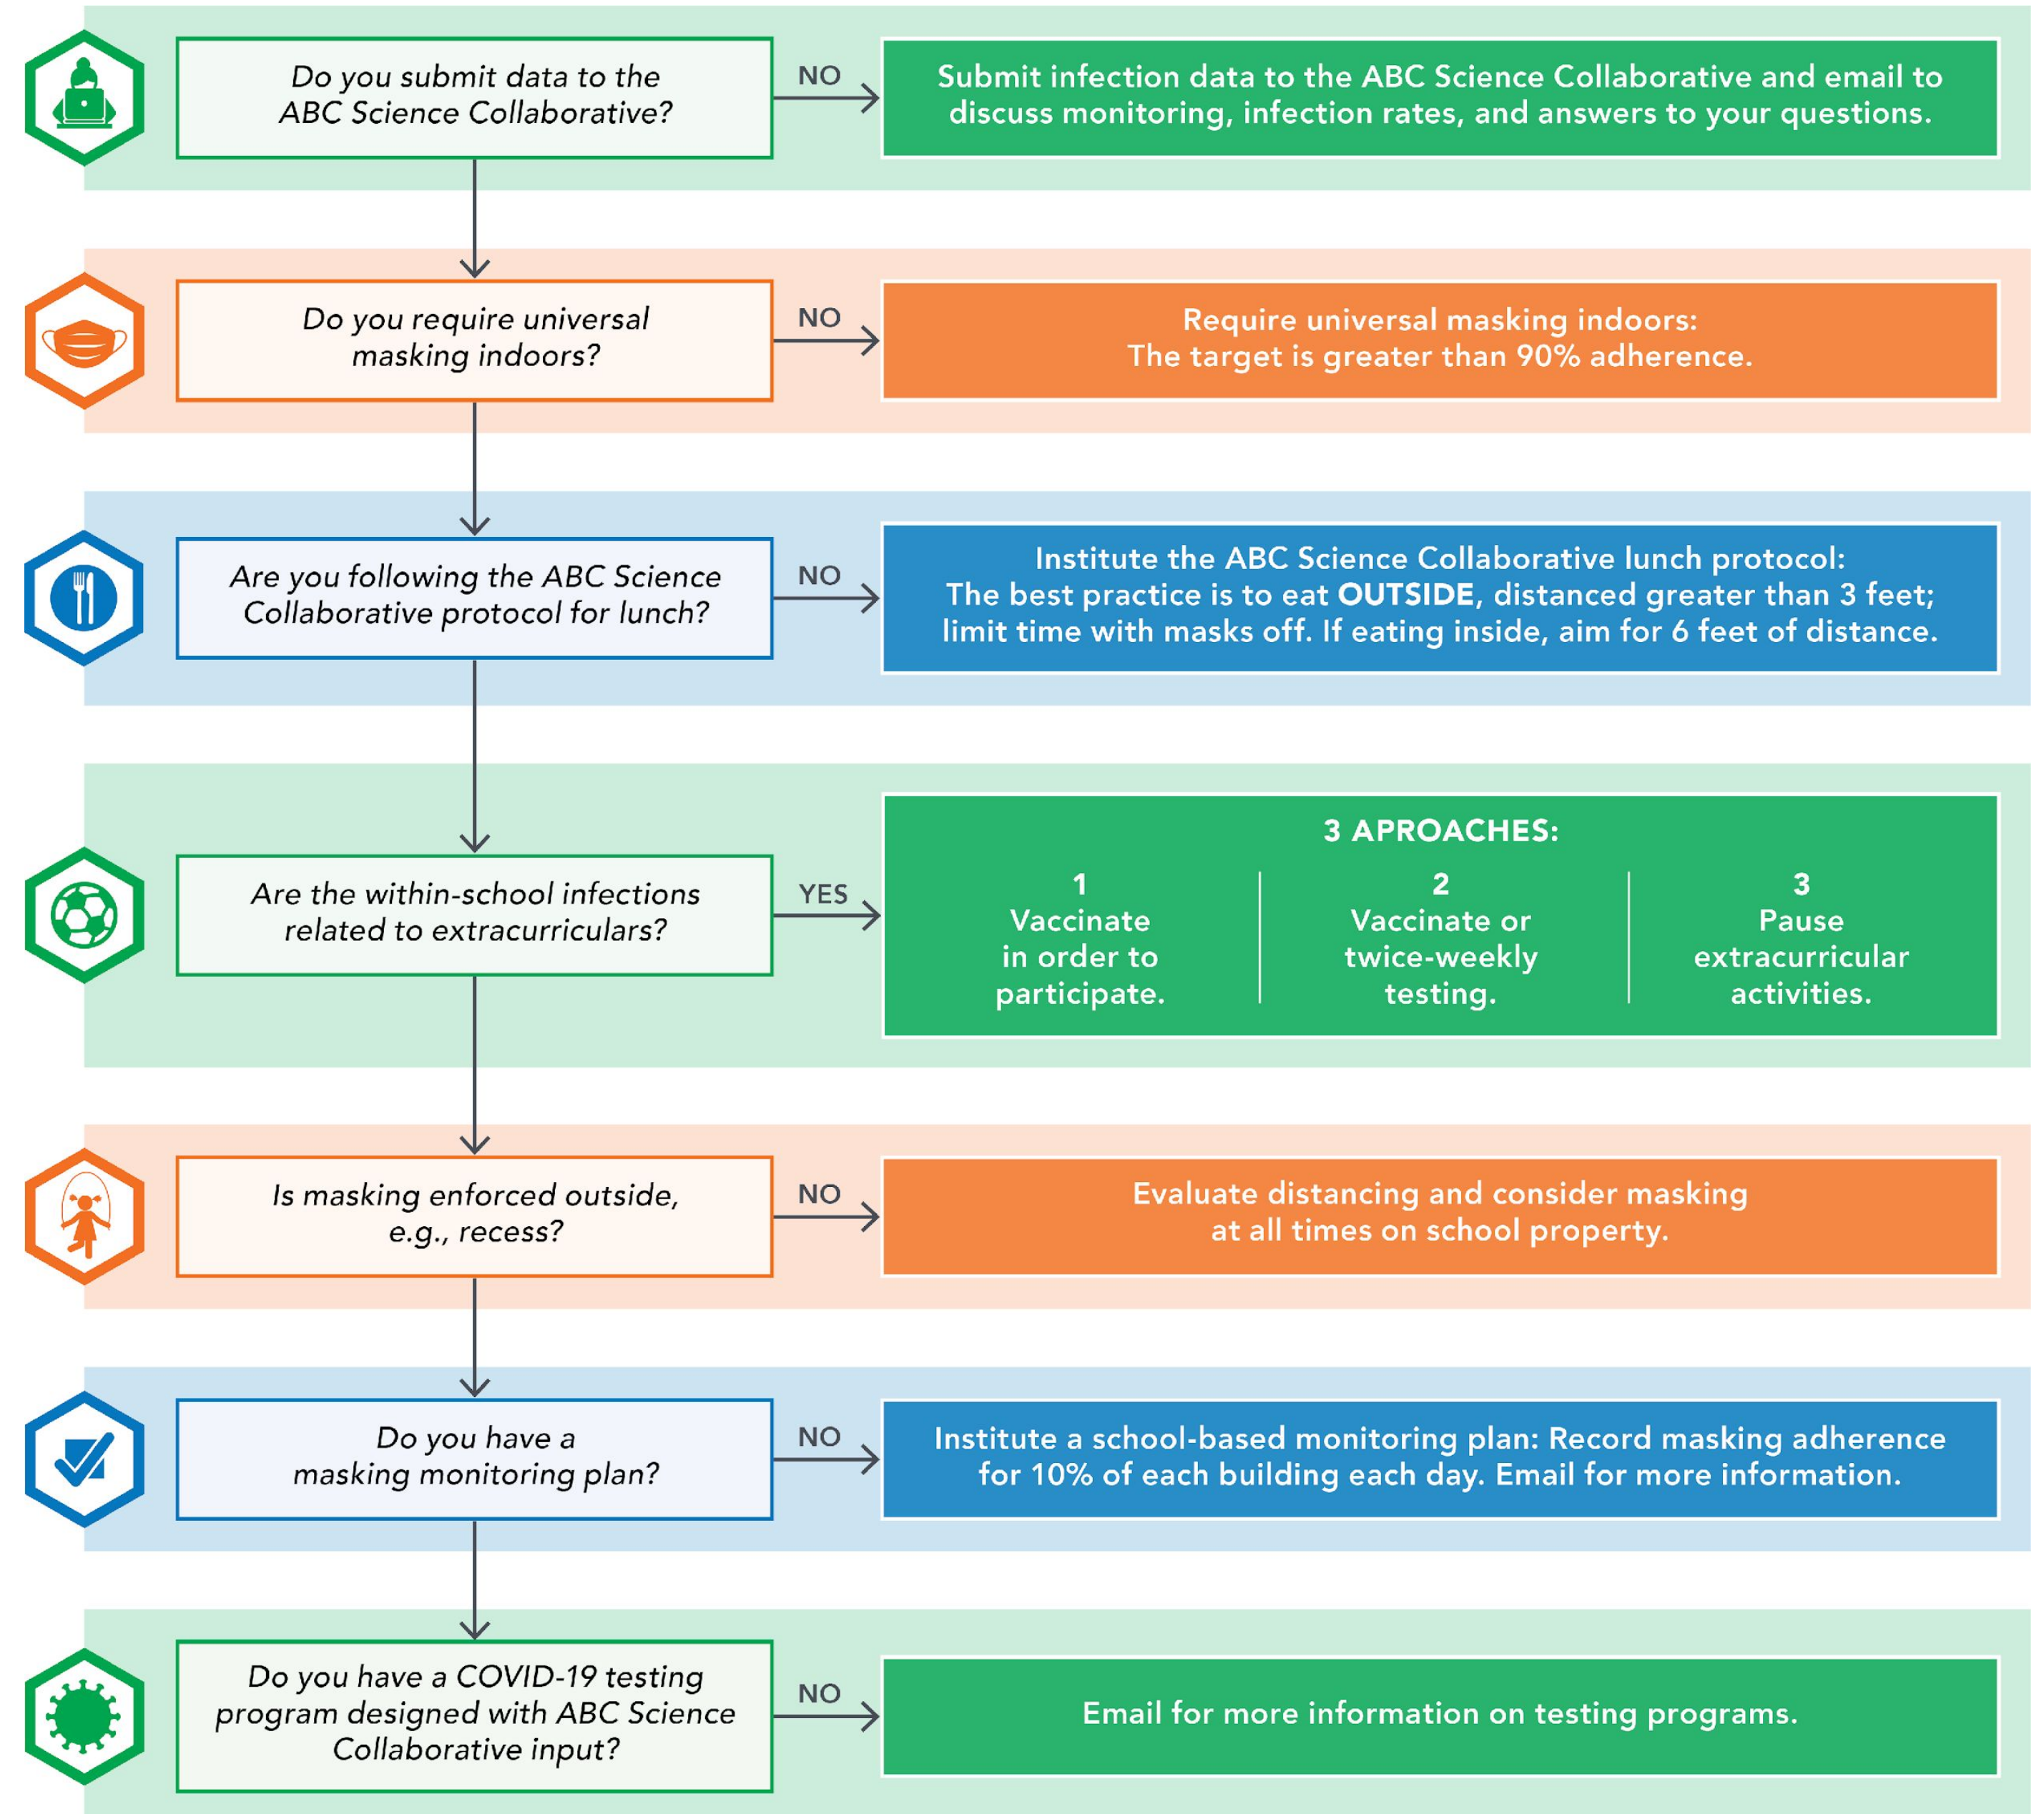 Do you submit data to the
ABC Science Collaborative?
NO
Submit infection data to the ABC Science Collaborative and email to
discuss monitoring, infection rates, and answers to your questions.
Do you require universal
masking indoors?
NO
Require universal masking indoors:
The target is greater than 90% adherence.
Are you following the ABC Science
Collaborative protocol for lunch?
NO
Institute the ABC Science Collaborative lunch protocol:
The best practice is to eat OUTSIDE, distanced greater than 3 feet;
limit time with masks off. If eating inside, aim for 6 feet of distance.
Are the within-school infections
related to extracurriculars?
YES
3 APROACHES:
1
Vaccinate
in order to
participate.
2
Vaccinate or
twice-weekly
testing.
3
Pause
extracurricular
activities.
Is masking enforced outside,
e.g., recess?
NO
Evaluate distancing and consider masking
at all times on school property.
Do you have a
masking monitoring plan?
NO
Institute a school-based monitoring plan: Record masking adherence
for 10% of each building each day. Email for more information.
Do you have a COVID-19 testing
program designed with ABC Science
Collaborative input?
NO
Email for more information on testing programs.